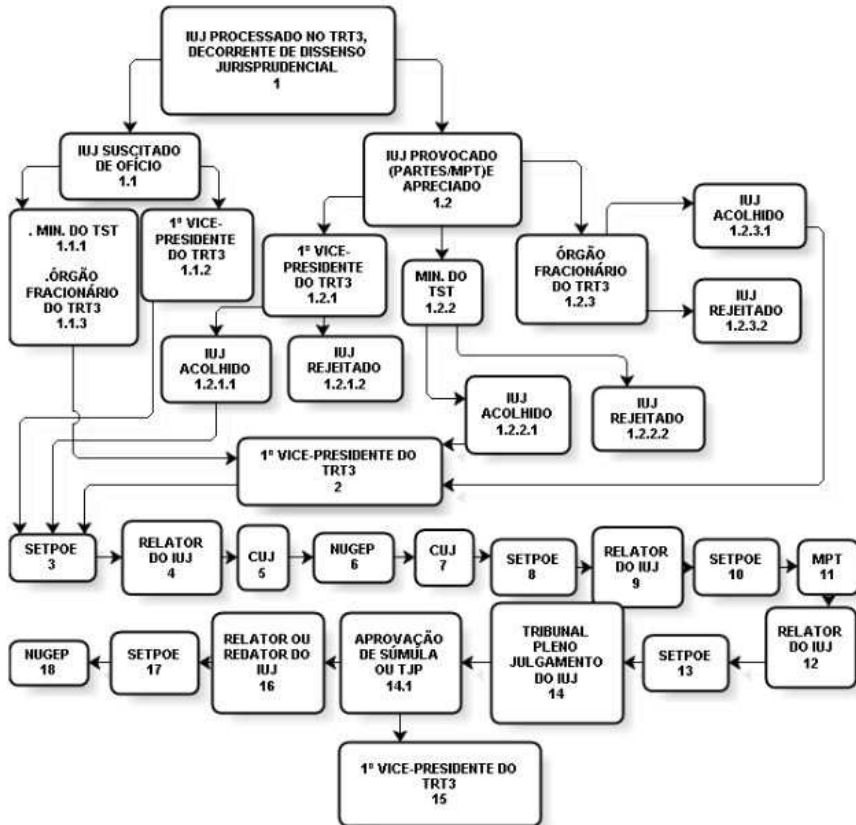 IUJ PROCESSADO NO TRT3,
DECORRENTE DE DISSENSO
JURISPRUDENCIAL
1
IUJ SUSCITADO
DE OFÍCIO
1.1
IUJ PROVOCADO
(PARTES/MPT)E
APRECIADO
1.2
. MIN. DO TST
1.1.1
.ÓRGÃO
FRACIONÁRIO
DO TRT3
1.1.3
1º VICE-
PRESIDENTE
DO TRT3
1.1.2
1º VICE-
PRESIDENTE
DO TRT3
1.2.1
MIN. DO
TST
1.2.2
ÓRGÃO
FRACIONÁRIO
DO TRT3
1.2.3
IUJ
ACOLHIDO
1.2.3.1
IUJ
REJEITADO
1.2.3.2
IUJ
ACOLHIDO
1.2.1.1
IUJ
REJEITADO
1.2.1.2
IUJ
ACOLHIDO
1.2.2.1
IUJ
REJEITADO
1.2.2.2
1º VICE-PRESIDENTE DO
TRT3
2
SETPOE
3
RELATOR
DO IUJ
4
CUJ
5
NUGEP
6
CUJ
7
SETPOE
8
RELATOR
DO IUJ
9
SETPOE
10
MPT
11
RELATOR
DO IUJ
12
SETPOE
13
TRIBUNAL
PLENO
JULGAMENTO
DO IUJ
14
APROVAÇÃO
DE SÚMULA
OU TJP
14.1
RELATOR OU
REDATOR DO
IUJ
16
SETPOE
17
NUGEP
18
1º VICE-PRESIDENTE DO
TRT3
15